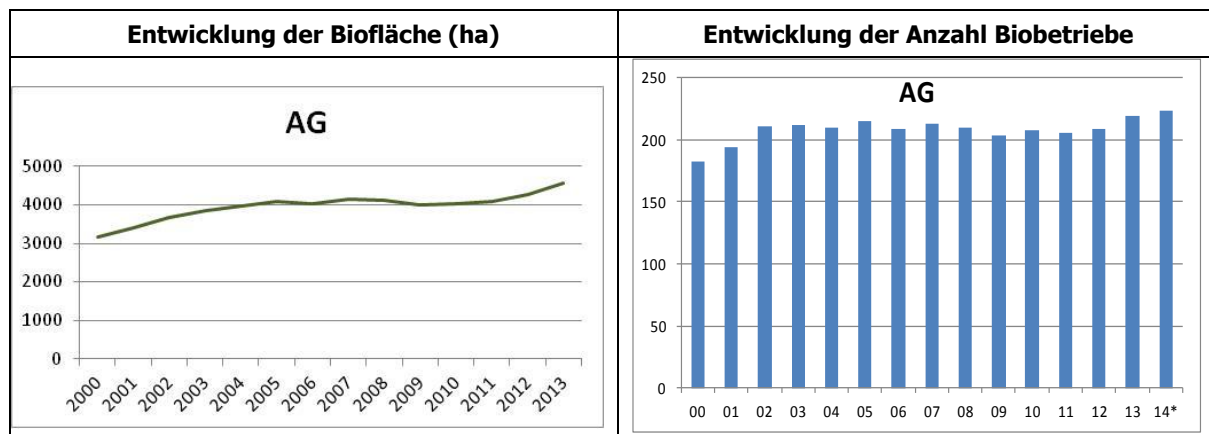 Entwicklung der Biofläche (ha)
Entwicklung der Anzahl Biobetriebe
AG
5000
4000
3000
2000
1000
0
2000 2001 2002 2003 2004 2005 2006 2007 2008 2009 2010 2011 2012 2013
AG
250
200
150
100
50
0
00 01 02 03 04 05 06 07 08 09 10 11 12 13 14*